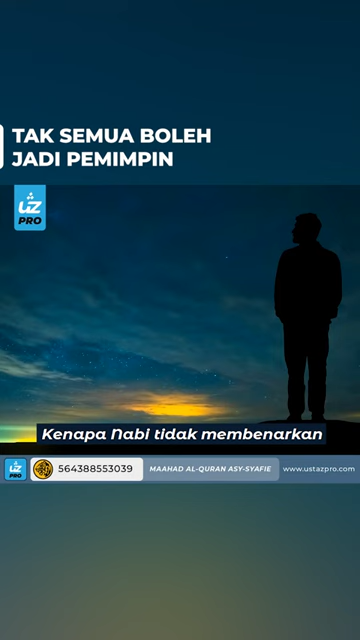 TAK SEMUA BOLEH
JADI PEMIMPIN
UZ
PRO
Kenapa Nabi tidak membenarkan
UZ
PRO
564388553039
MAAHAD AL-QURAN ASY-SYAFIE
www.ustazpro.com